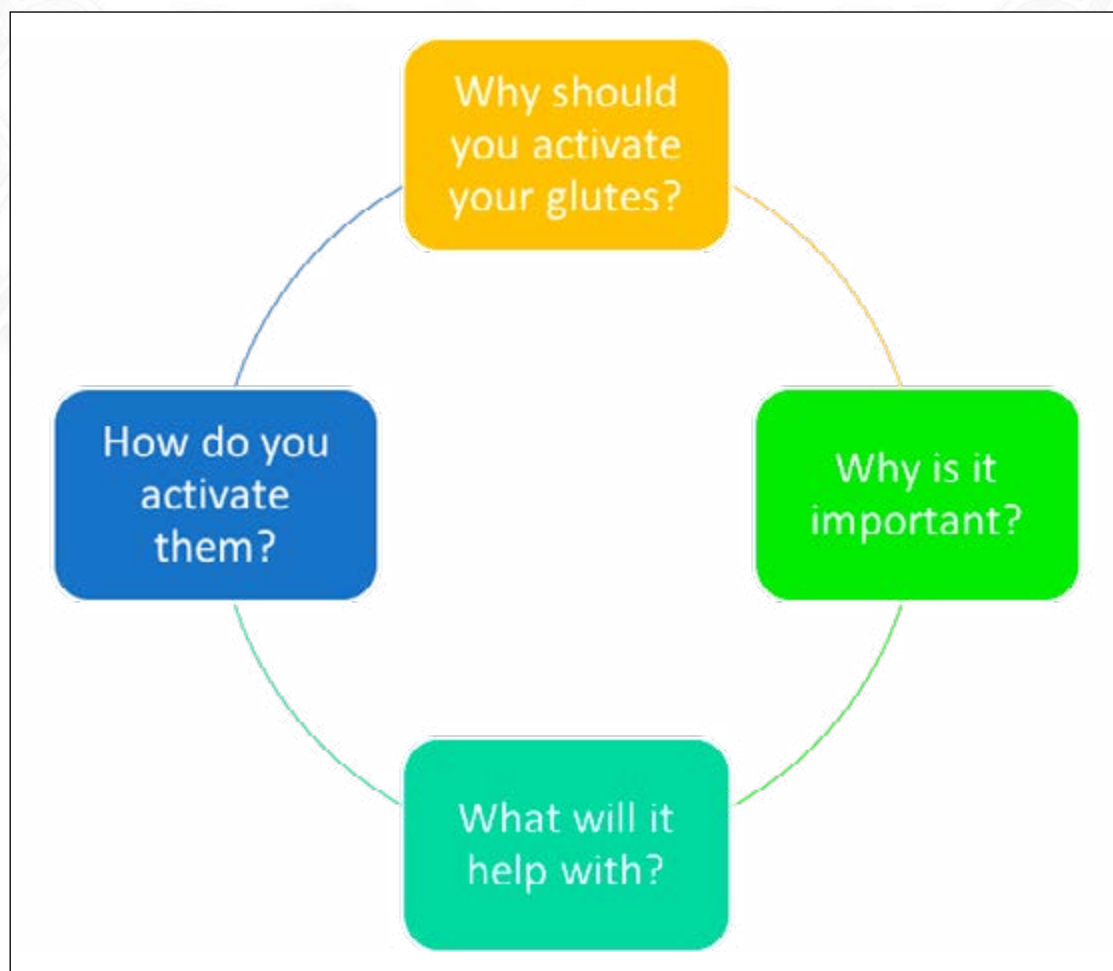 Why should
you activate
your glutes?
Why is it
important?
What will it
help with?
How do you
activate
them?